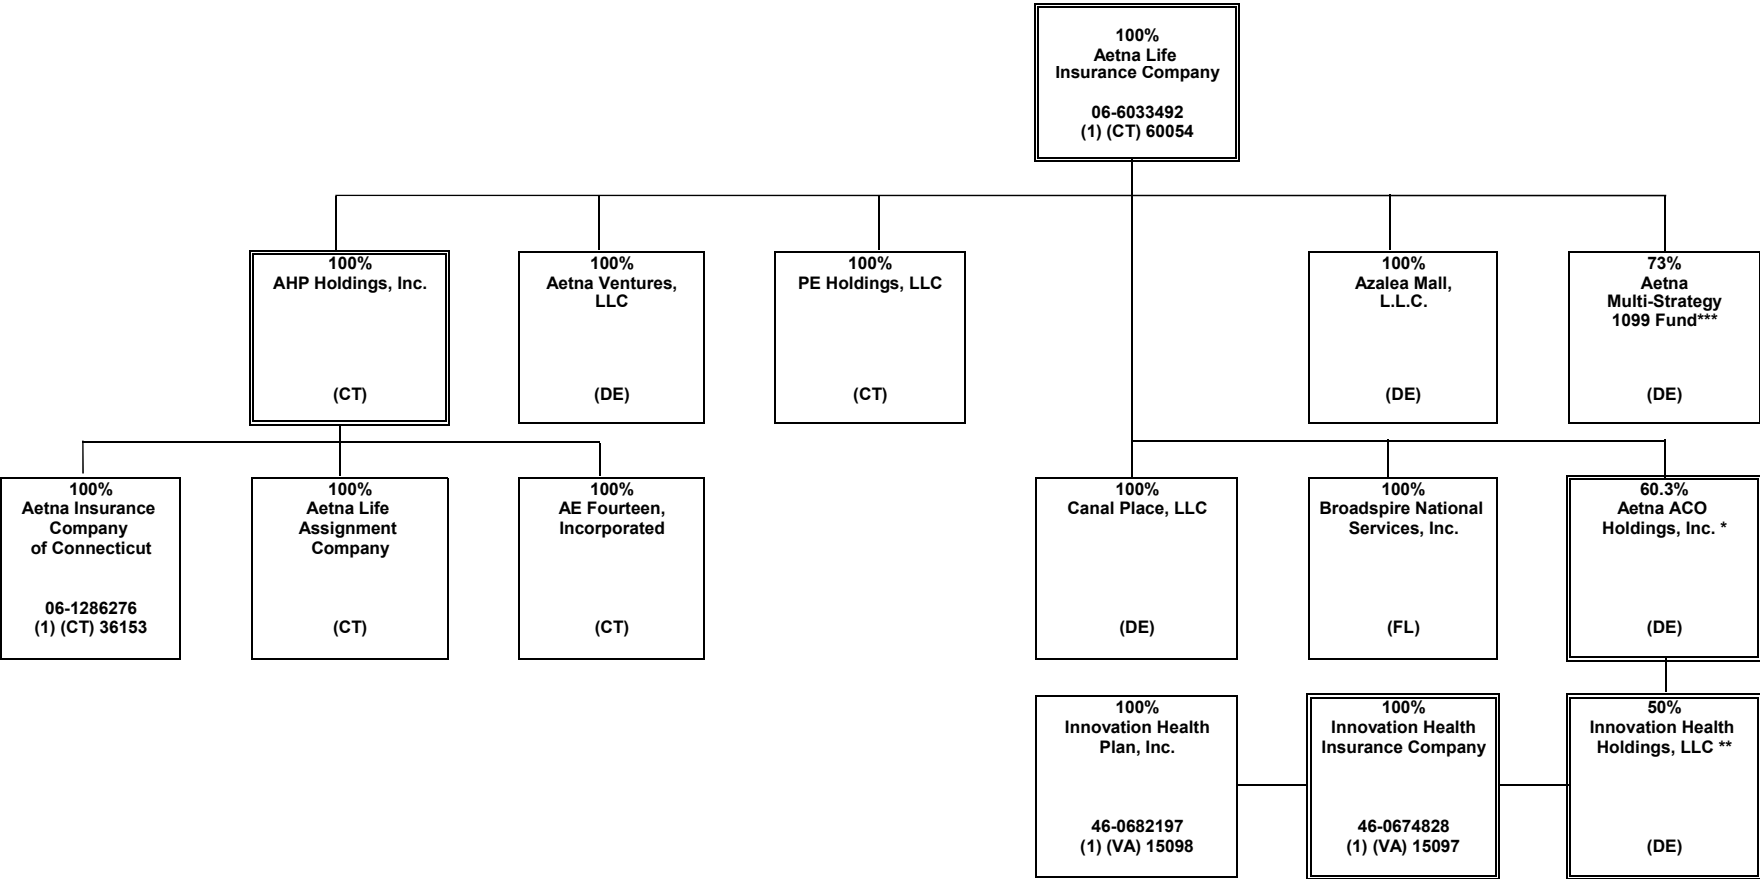 100%
Aetna Life
Insurance Company
06-6033492
(1) (CT) 60054
100%
AHP Holdings, Inc.
(CT)
100%
Aetna Ventures,
LLC
(DE)
100%
PE Holdings, LLC
(CT)
100%
Azalea Mall,
L.L.C.
(DE)
73%
Aetna
Multi-Strategy
1099 Fund***
(DE)
100%
Aetna Insurance
Company
of Connecticut
06-1286276
(1) (CT) 36153
100%
Aetna Life
Assignment
Company
(CT)
100%
AE Fourteen,
Incorporated
(CT)
100%
Canal Place, LLC
(DE)
100%
Broadspire National
Services, Inc.
(FL)
60.3%
Aetna ACO
Holdings, Inc. *
(DE)
100%
Innovation Health
Plan, Inc.
46-0682197
(1) (VA) 15098
100%
Innovation Health
Insurance Company
46-0674828
(1) (VA) 15097
50%
Innovation Health
Holdings, LLC **
(DE)